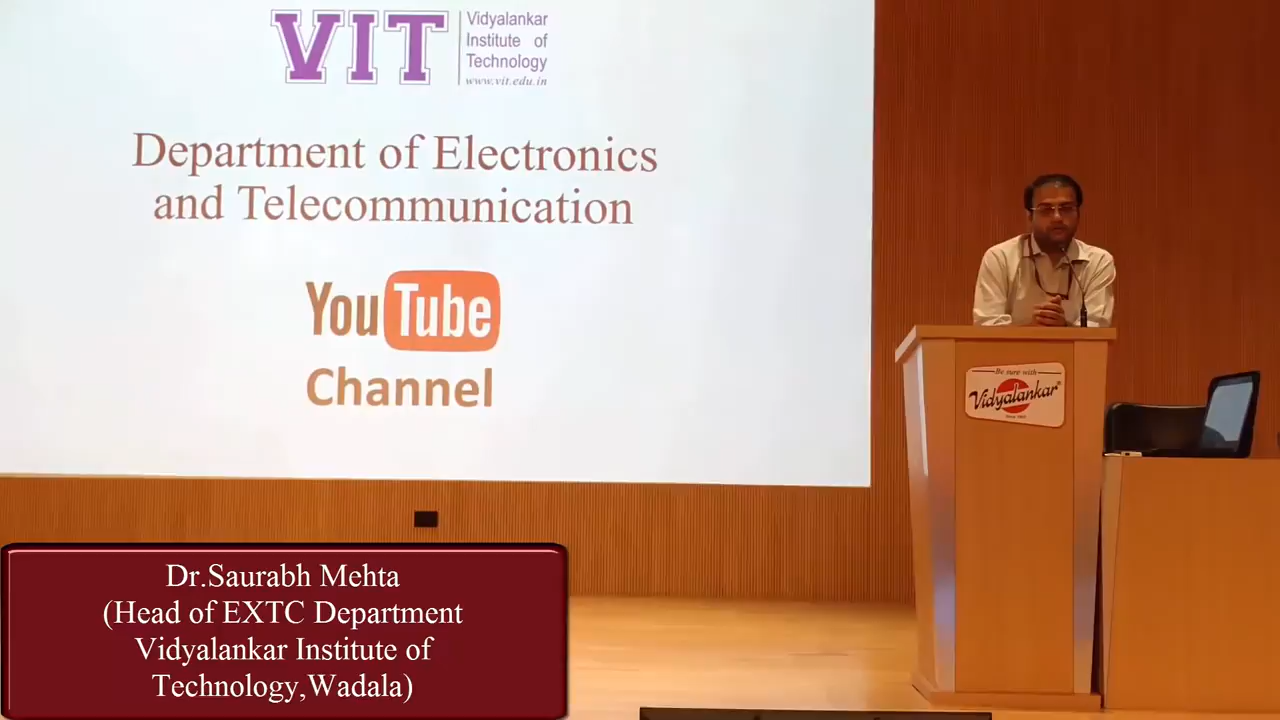 VIT
Vidyalankar
Institute of
Technology
www.vit.edu.in
Department of Electronics
and Telecommunication
YouTube
Channel
Be sure with
Vidyalankar®
Dr.Saurabh Mehta
(Head of EXTC Department
Vidyalankar Institute of
Technology,Wadala)